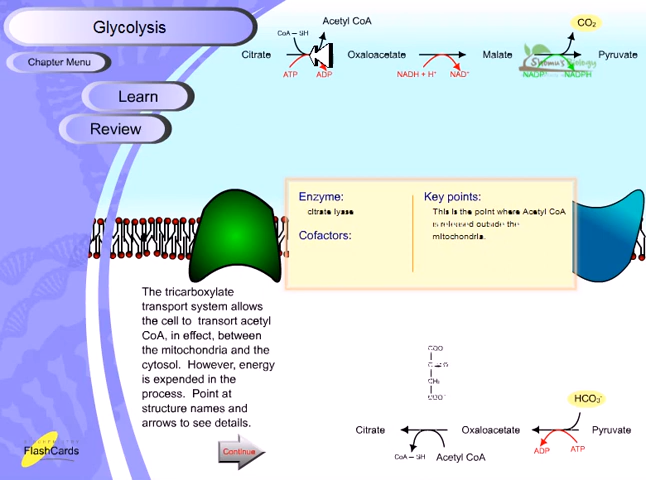 Glycolysis
Chapter Menu
Learn
Review
Acetyl CoA
CoA – SH
CO₂
Citrate
Oxaloacetate
Malate
Pyruvate
ATP
ADP
NADH + H⁺
NAD⁺
NADP⁺
NADPH
Shomu's Biology
Enzyme:
citrate lyase
Cofactors:
Key points:
This is the point where Acetyl CoA
is released outside the
mitochondria.
The tricarboxylate
transport system allows
the cell to transort acetyl
CoA, in effect, between
the mitochondria and the
cytosol. However, energy
is expended in the
process. Point at
structure names and
arrows to see details.
COO⁻
CH₂
COO⁻
HCO₃⁻
Citrate
Oxaloacetate
Pyruvate
CoA – SH
Acetyl CoA
ADP
ATP
Continue
FlashCards